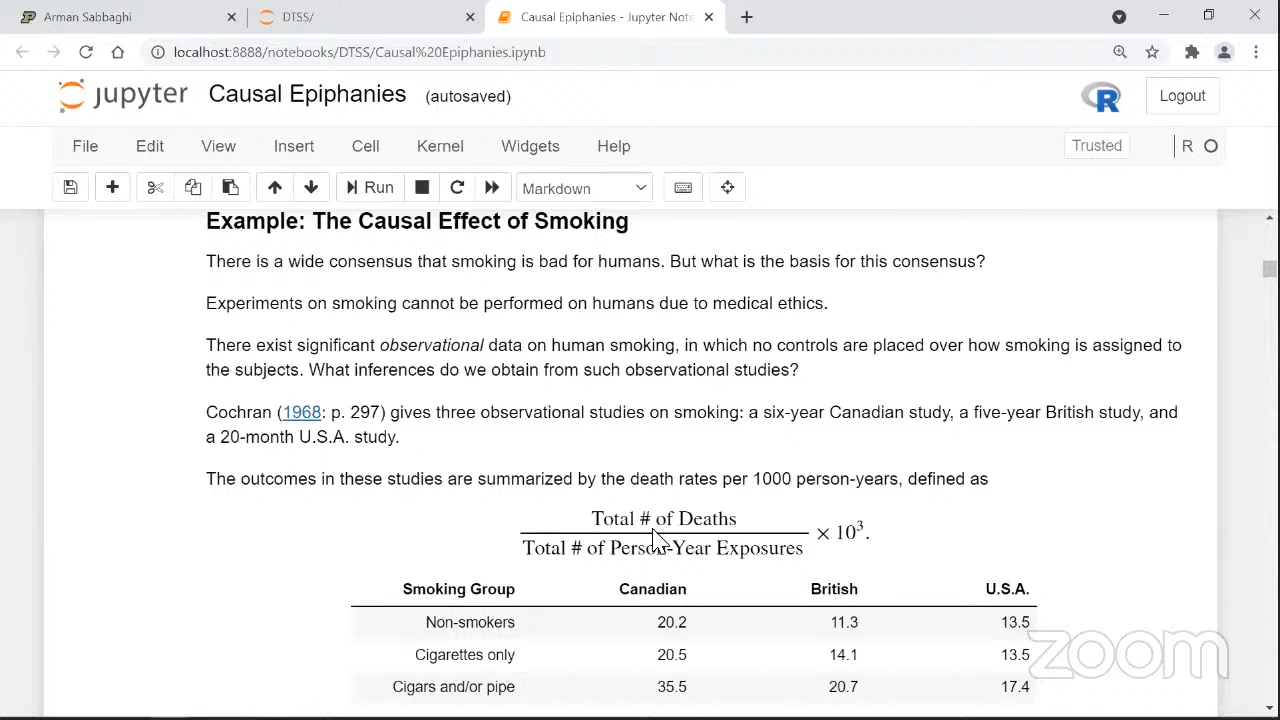 Arman Sabbaghi
DTSS/
Causal Epiphanies - Jupyter Note
localhost:8888/notebooks/DTSS/Causal%20Epiphanies.ipynb
jupyter Causal Epiphanies (autosaved)
R
Logout
File Edit View Insert Cell Kernel Widgets Help
Trusted
R
Run
Markdown
Example: The Causal Effect of Smoking
There is a wide consensus that smoking is bad for humans. But what is the basis for this consensus?
Experiments on smoking cannot be performed on humans due to medical ethics.
There exist significant observational data on human smoking, in which no controls are placed over how smoking is assigned to
the subjects. What inferences do we obtain from such observational studies?
Cochran (1968: p. 297) gives three observational studies on smoking: a six-year Canadian study, a five-year British study, and
a 20-month U.S.A. study.
The outcomes in these studies are summarized by the death rates per 1000 person-years, defined as
Total # of Deaths
Total # of Person-Year Exposures
× 10³.
Smoking Group Canadian British U.S.A.
Non-smokers 20.2 11.3 13.5
Cigarettes only 20.5 14.1 13.5
Cigars and/or pipe 35.5 20.7 17.4
zoom